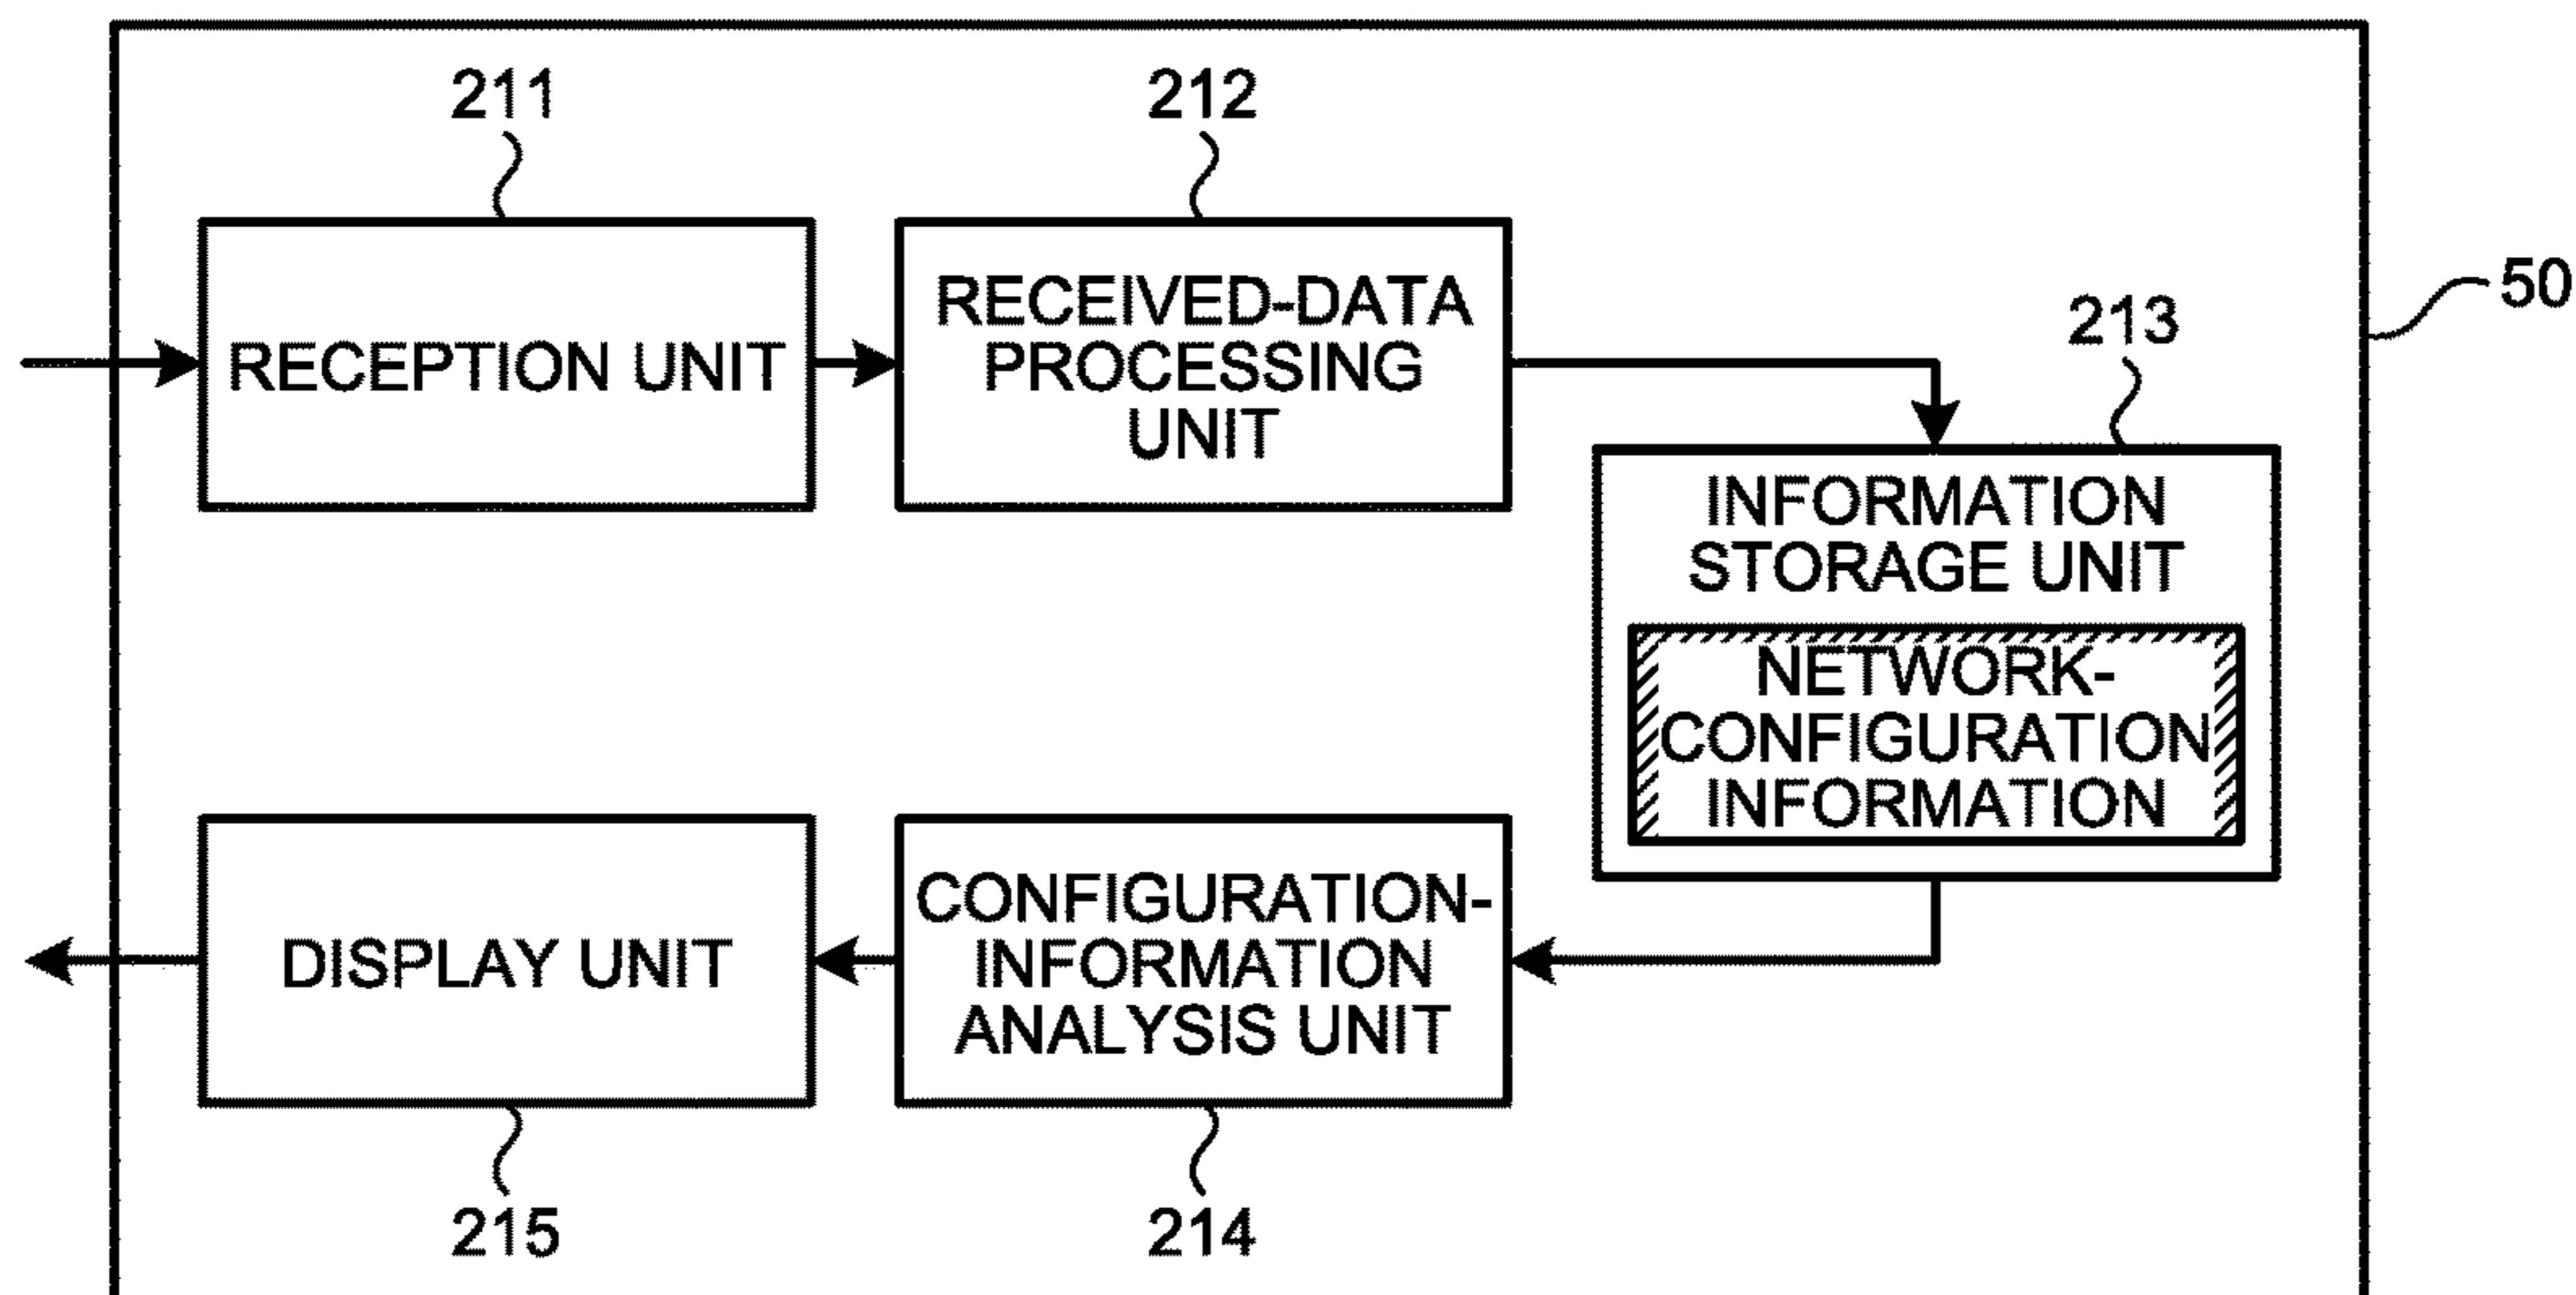 211
212
50
213
RECEPTION UNIT
RECEIVED-DATA
PROCESSING
UNIT
INFORMATION
STORAGE UNIT
NETWORK-
CONFIGURATION
INFORMATION
DISPLAY UNIT
CONFIGURATION-
INFORMATION
ANALYSIS UNIT
215
214